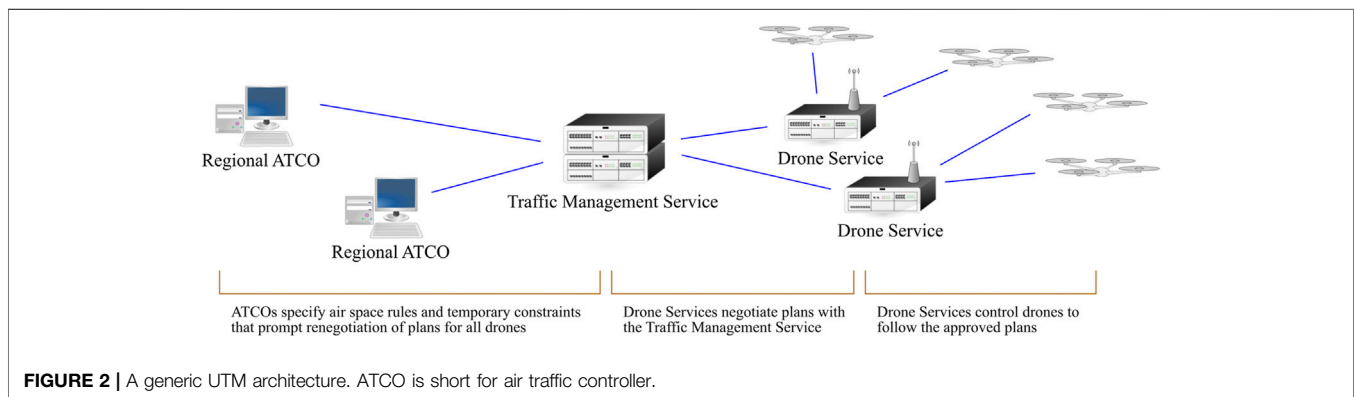 Regional ATCO
Regional ATCO
Traffic Management Service
Drone Service
Drone Service
ATCOs specify air space rules and temporary constraints
that prompt renegotiation of plans for all drones
Drone Services negotiate plans with
the Traffic Management Service
Drone Services control drones to
follow the approved plans
FIGURE 2 | A generic UTM architecture. ATCO is short for air traffic controller.